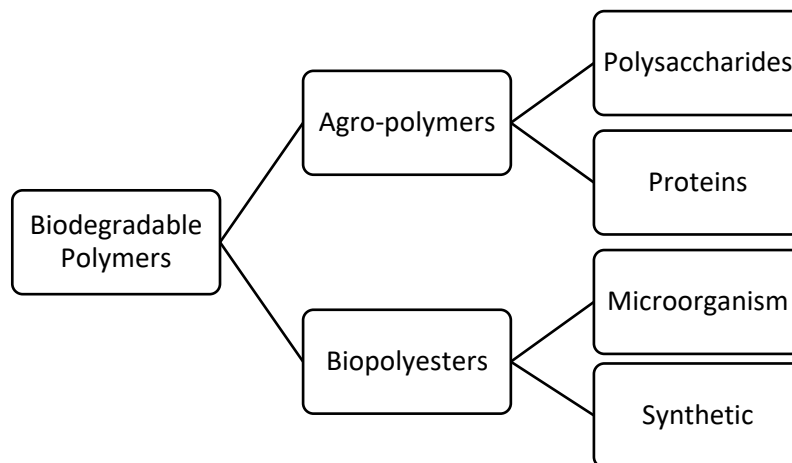 Polysaccharides
Agro-polymers
Proteins
Biodegradable
Polymers
Microorganism
Biopolyesters
Synthetic